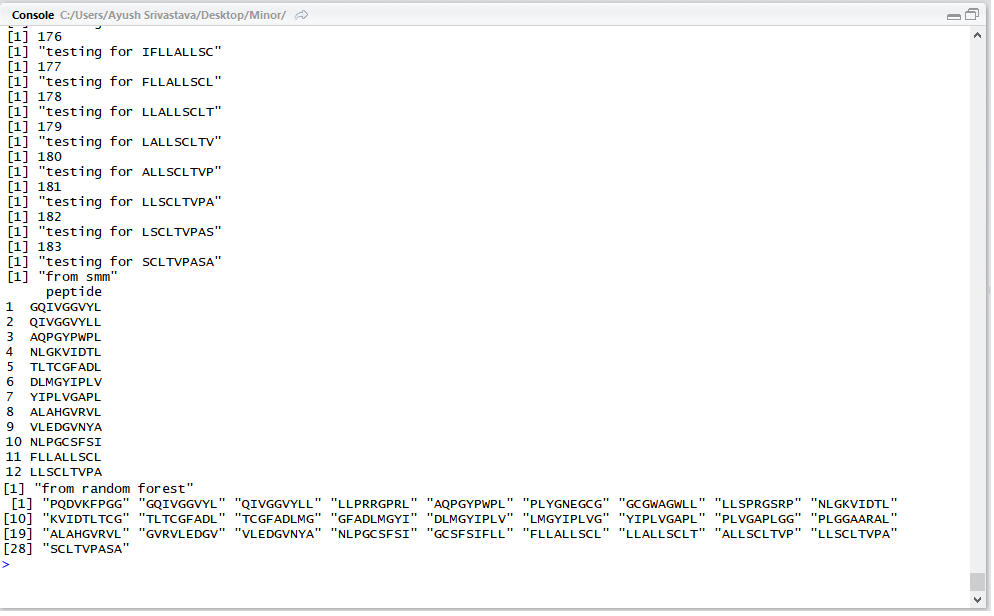 Console C:/Users/Ayush Srivastava/Desktop/Minor/
[1] 176
[1] "testing for IFLLALLSC"
[1] 177
[1] "testing for FLLALLSCL"
[1] 178
[1] "testing for LLALLSCLT"
[1] 179
[1] "testing for LALLSCLTV"
[1] 180
[1] "testing for ALLSCLTVP"
[1] 181
[1] "testing for LLSCLTVPA"
[1] 182
[1] "testing for LSCLTVPAS"
[1] 183
[1] "testing for SCLTVPASA"
[1] "from smm"
peptide
1 GQIVGGVYL
2 QIVGGVYLL
3 AQPGYPWPL
4 NLGKVIDTL
5 TLTCGFADL
6 DLMGYIPLV
7 YIPLVGAPL
8 ALAHGVRVL
9 VLEDGVNYA
10 NLPGCSFSI
11 FLLALLSCL
12 LLSCLTVPA
[1] "from random forest"
[1] "PQDVKFPGG" "GQIVGGVYL" "QIVGGVYLL" "LLPRRGPRL" "AQPGYPWPL" "PLYGNEGCG" "GCGWAGWLL" "LLSPRGSRP" "NLGKVIDTL"
[10] "KVIDTLTCG" "TLTCGFADL" "TCGFADLMG" "GFADLMGYI" "DLMGYIPLV" "LMGYIPLVG" "YIPLVGAPL" "PLVGAPLGG" "PLGGAARAL"
[19] "ALAHGVRVL" "GVRVLEDGV" "VLEDGVNYA" "NLPGCSFSI" "GCSFSIFLL" "FLLALLSCL" "LLALLSCLT" "ALLSCLTVP" "LLSCLTVPA"
[28] "SCLTVPASA"
>